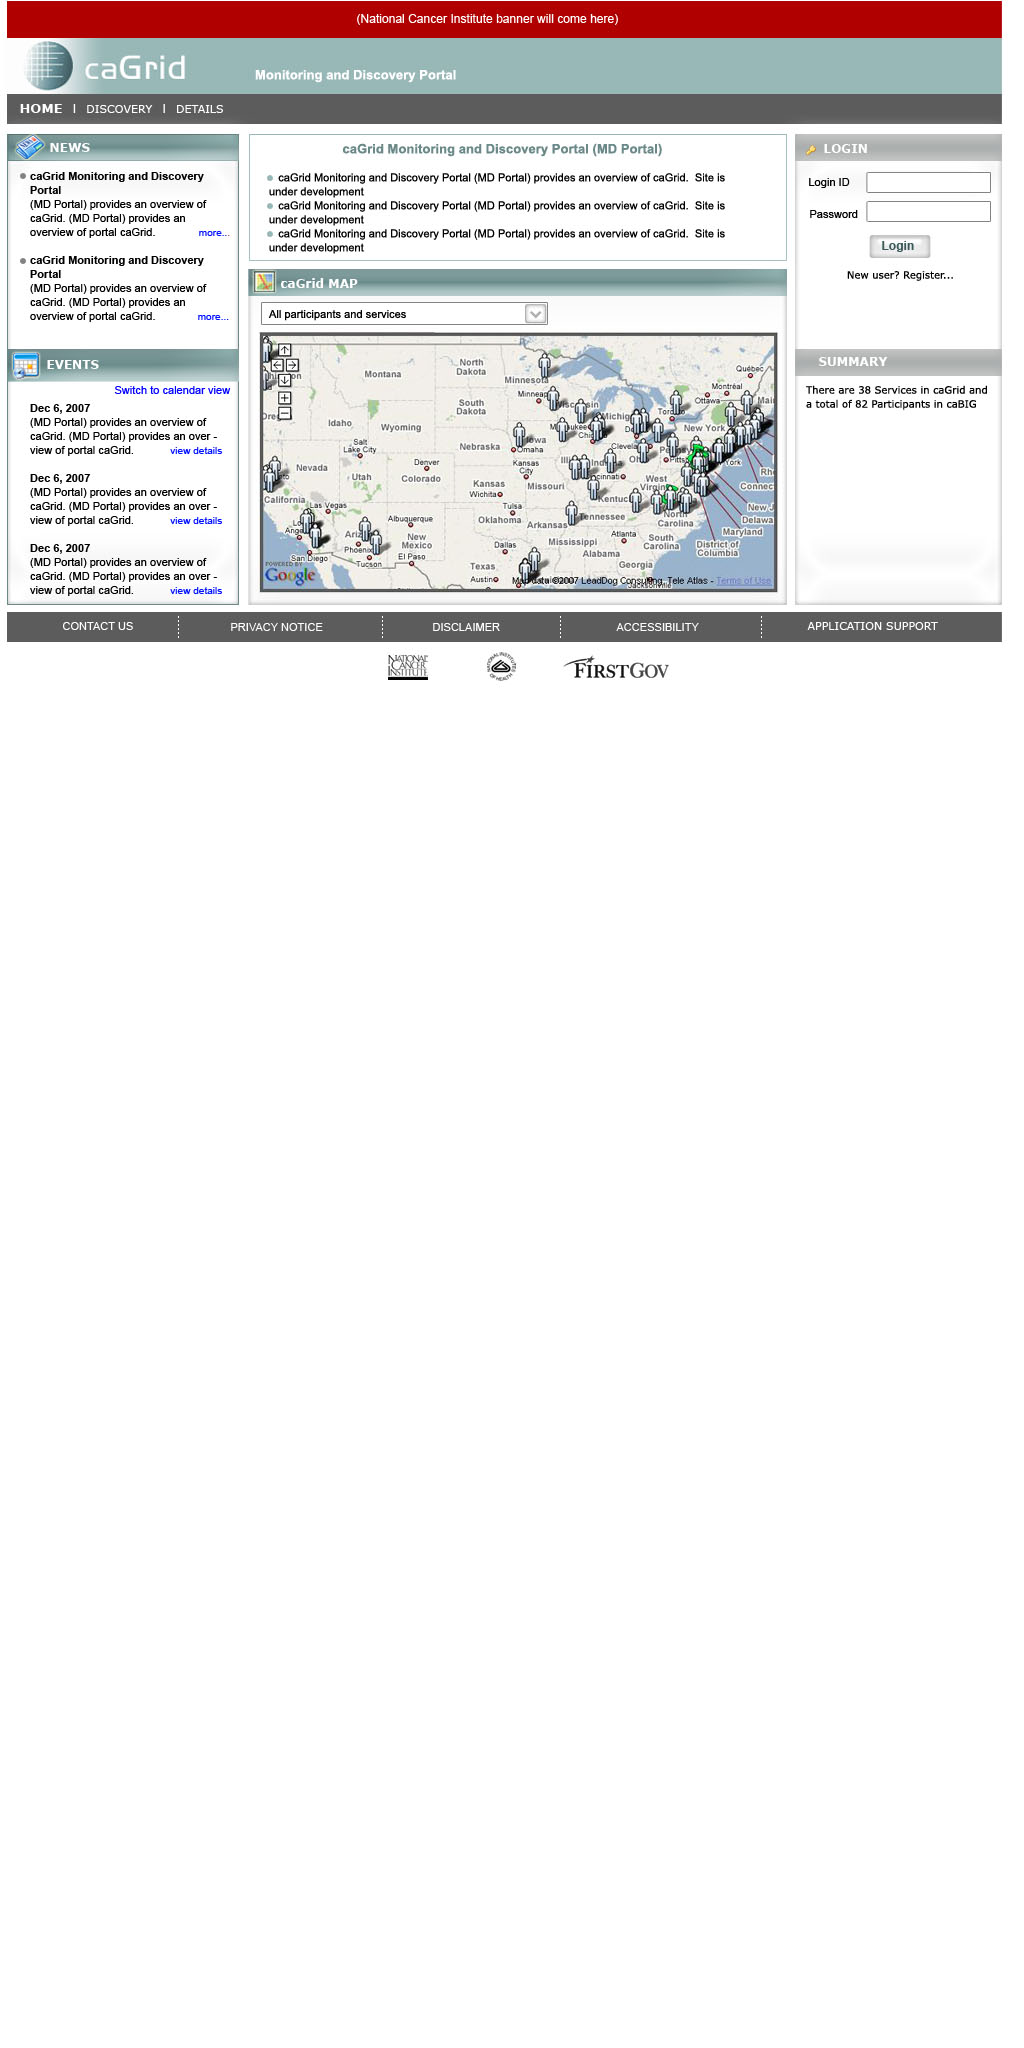 (National Cancer Institute banner will come here)
caGrid
Monitoring and Discovery Portal
HOME | DISCOVERY | DETAILS
NEWS
caGrid Monitoring and Discovery
Portal
(MD Portal) provides an overview of
caGrid. (MD Portal) provides an
overview of portal caGrid. more...
caGrid Monitoring and Discovery
Portal
(MD Portal) provides an overview of
caGrid. (MD Portal) provides an
overview of portal caGrid. more...
EVENTS
Switch to calendar view
Dec 6, 2007
(MD Portal) provides an overview of
caGrid. (MD Portal) provides an over -
view of portal caGrid. view details
Dec 6, 2007
(MD Portal) provides an overview of
caGrid. (MD Portal) provides an over -
view of portal caGrid. view details
Dec 6, 2007
(MD Portal) provides an overview of
caGrid. (MD Portal) provides an over -
view of portal caGrid. view details
caGrid Monitoring and Discovery Portal (MD Portal)
caGrid Monitoring and Discovery Portal (MD Portal) provides an overview of caGrid. Site is
under development
caGrid Monitoring and Discovery Portal (MD Portal) provides an overview of caGrid. Site is
under development
caGrid Monitoring and Discovery Portal (MD Portal) provides an overview of caGrid. Site is
under development
caGrid MAP
All participants and services
North
Dakota
Montana
Minnesota
Québec
Montréal
Ottawa
South
Dakota
Idaho
Wyoming
New York
Salt
Lake City
Nebraska
Iowa
Omaha
Cleveland
Nevada
Utah
Denver
Colorado
Kansas
City
Kansas
Wichita
Missouri
West
Virginia
York
California
Las Vegas
Albuquerque
New
Mexico
Tulsa
Oklahoma
Arkansas
Tennessee
North
Carolina
Maryland
District of
Columbia
Phoenix
Tucson
San Diego
El Paso
Dallas
Texas
Austin
Mississippi
Alabama
Atlanta
Georgia
South
Carolina
Jacksonville
POWERED BY
Google
Map data ©2007 LeadDog Consulting, Tele Atlas - Terms of Use
LOGIN
Login ID
Password
Login
New user? Register...
SUMMARY
There are 38 Services in caGrid and
a total of 82 Participants in caBIG
CONTACT US
PRIVACY NOTICE
DISCLAIMER
ACCESSIBILITY
APPLICATION SUPPORT
NATIONAL
CANCER
INSTITUTE
NATIONAL INSTITUTES
OF HEALTH
FIRSTGOV